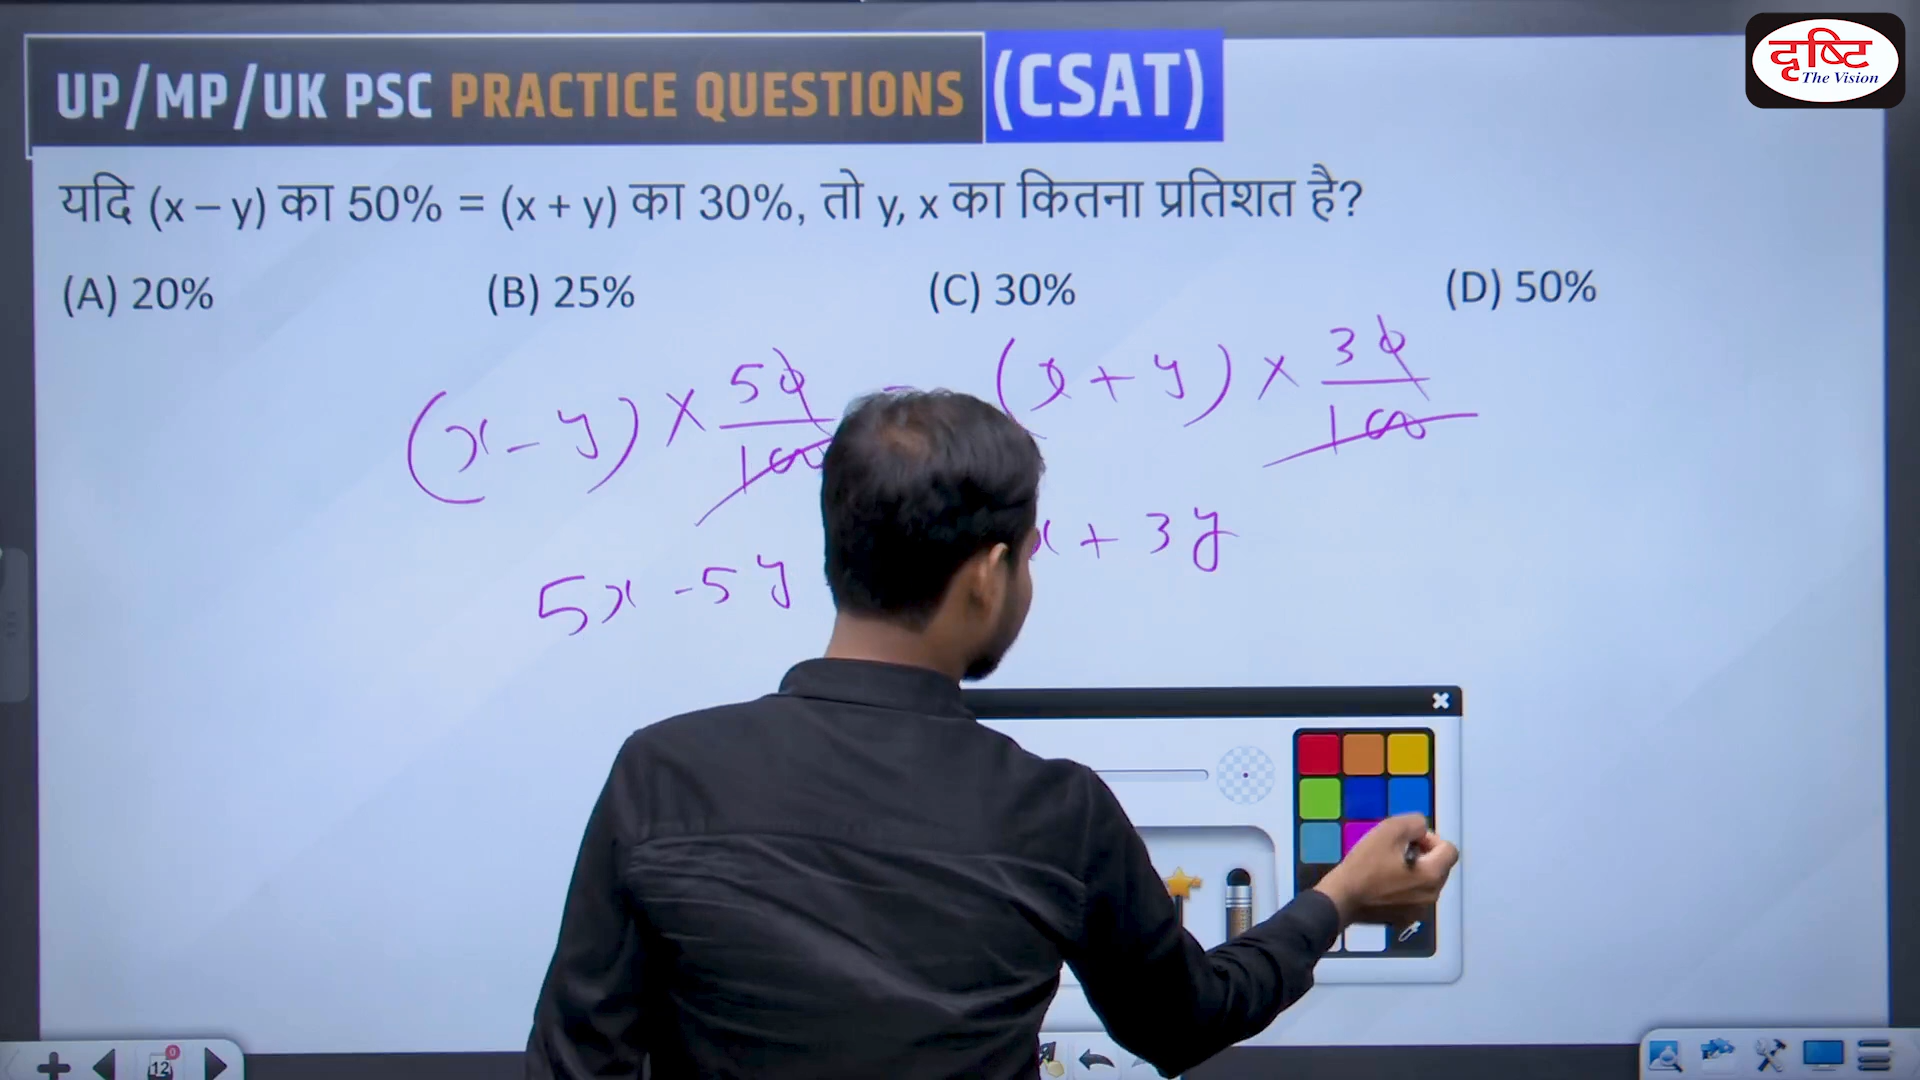 दृष्टि
The Vision
UP/MP/UK PSC PRACTICE QUESTIONS (CSAT)
यदि (x – y) का 50% = (x + y) का 30%, तो y, x का कितना प्रतिशत है?
(A) 20% (B) 25% (C) 30% (D) 50%
(x - y) × 50/100 (x + y) × 30/100
5x - 5y x + 3y
0
12